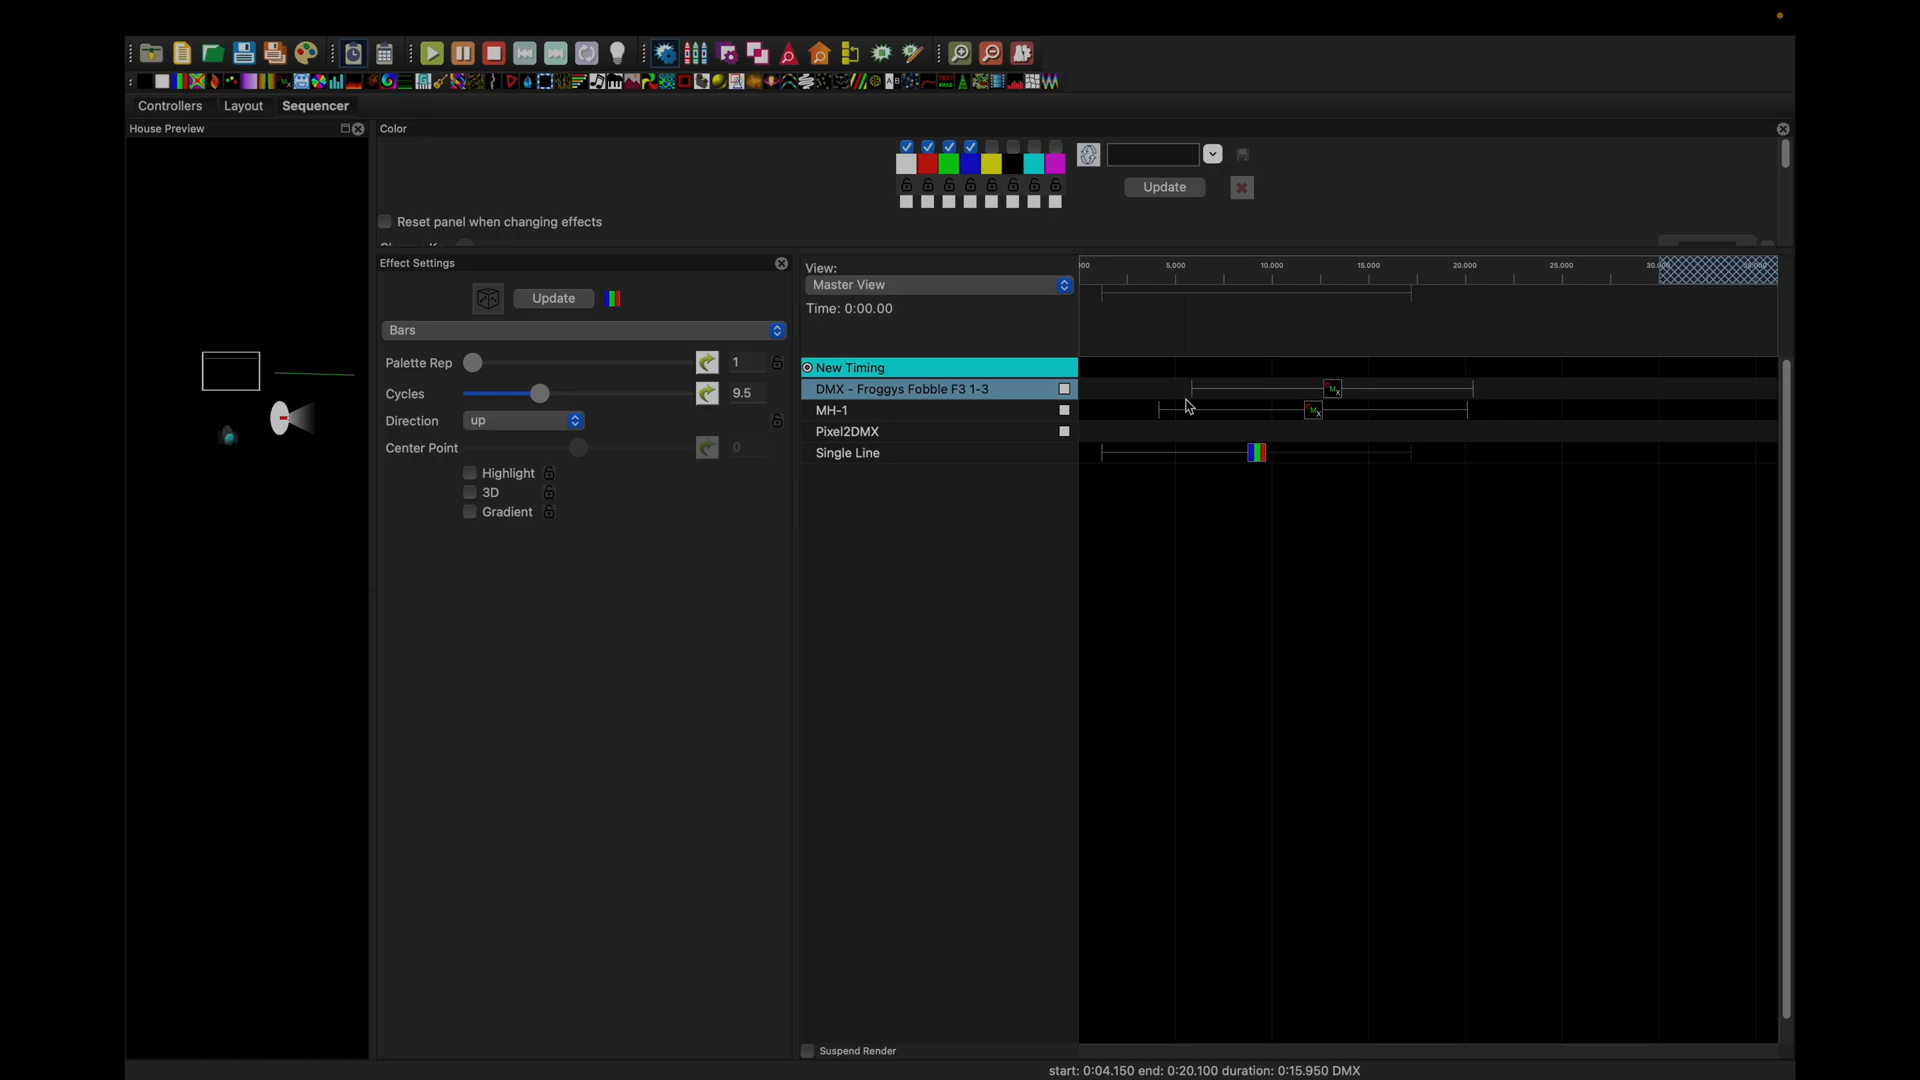 Controllers Layout Sequencer
House Preview
Color
Update
Reset panel when changing effects
Effect Settings
Update
Bars
Palette Rep 1
Cycles 9.5
Direction up
Center Point 0
Highlight
3D
Gradient
View:
Master View
Time: 0:00.00
5.000 10.000 15.000 20.000 25.000
New Timing
DMX - Froggys Fobble F3 1-3
MH-1
Pixel2DMX
Single Line
Suspend Render
start: 0:04.150 end: 0:20.100 duration: 0:15.950 DMX